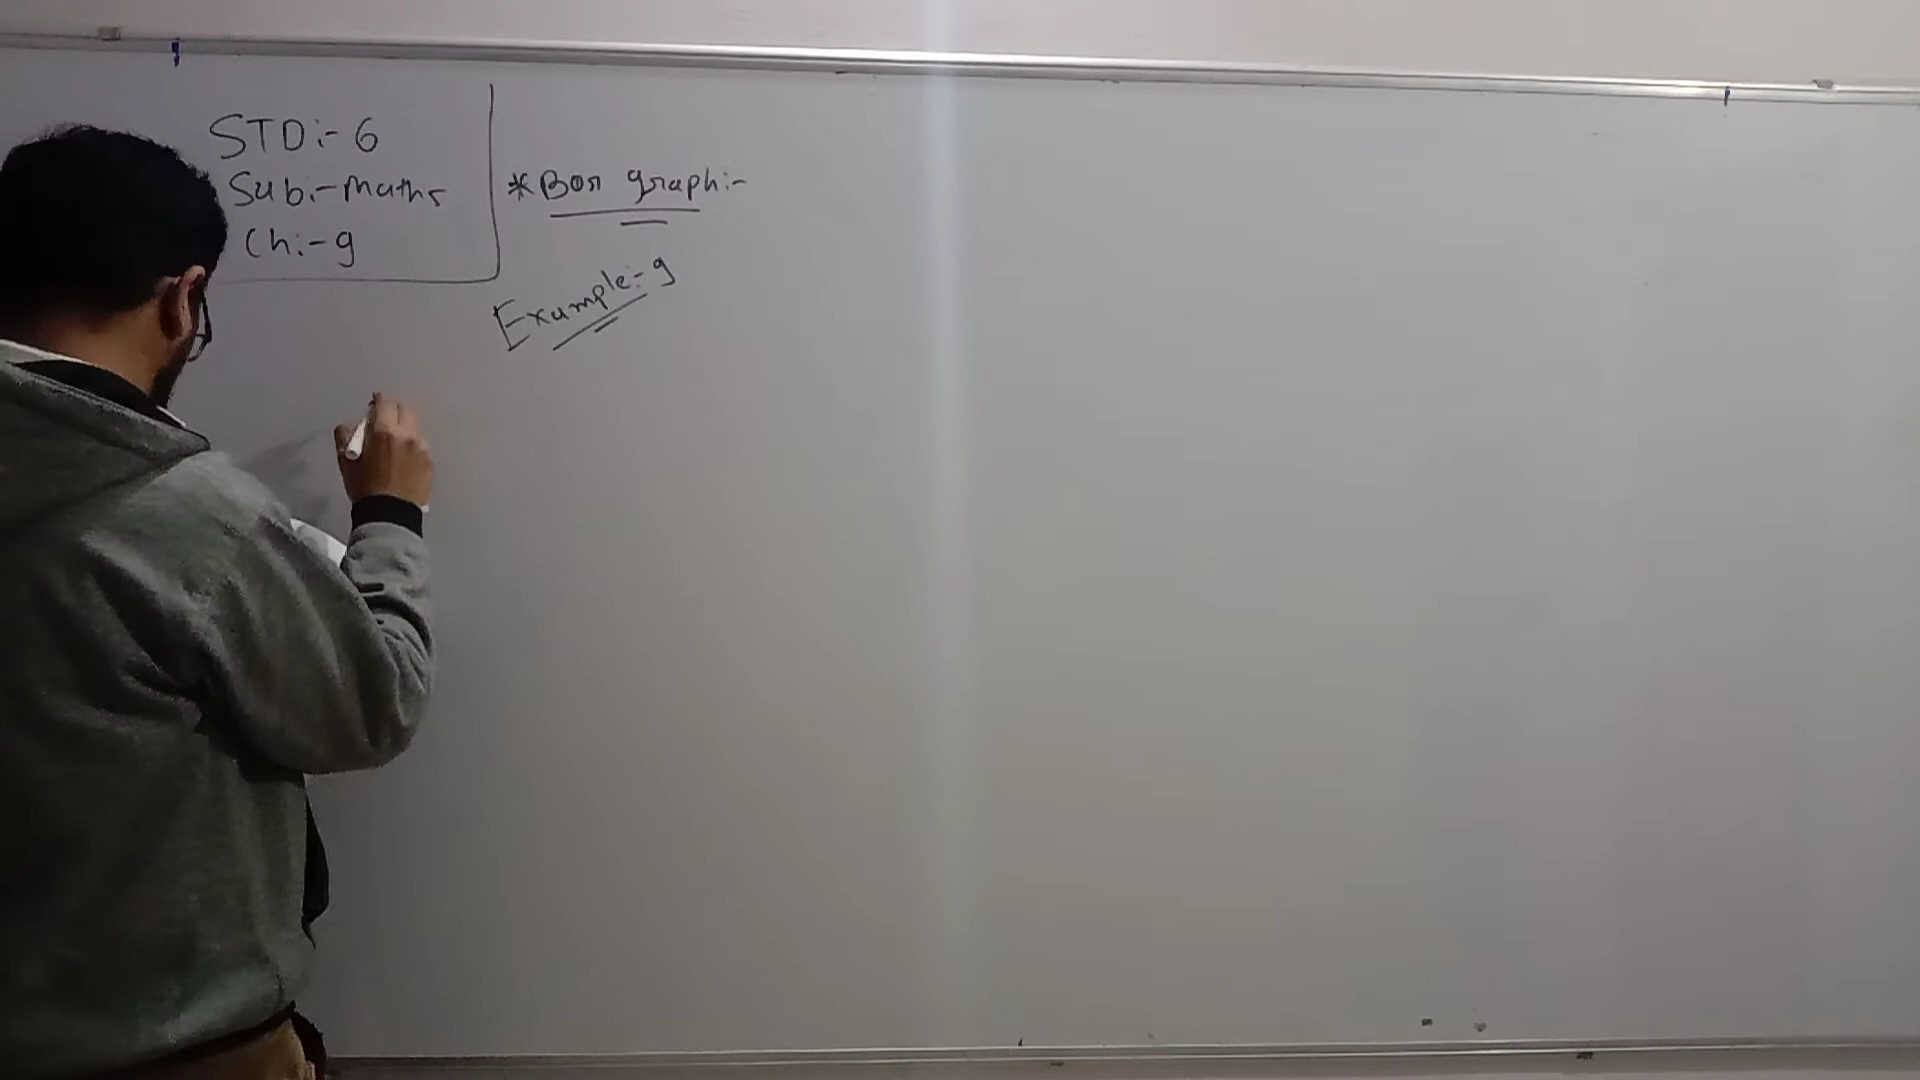 STD:- 6
Sub:- Maths
Ch:- 9
* Bar graph:-
Example:- 9